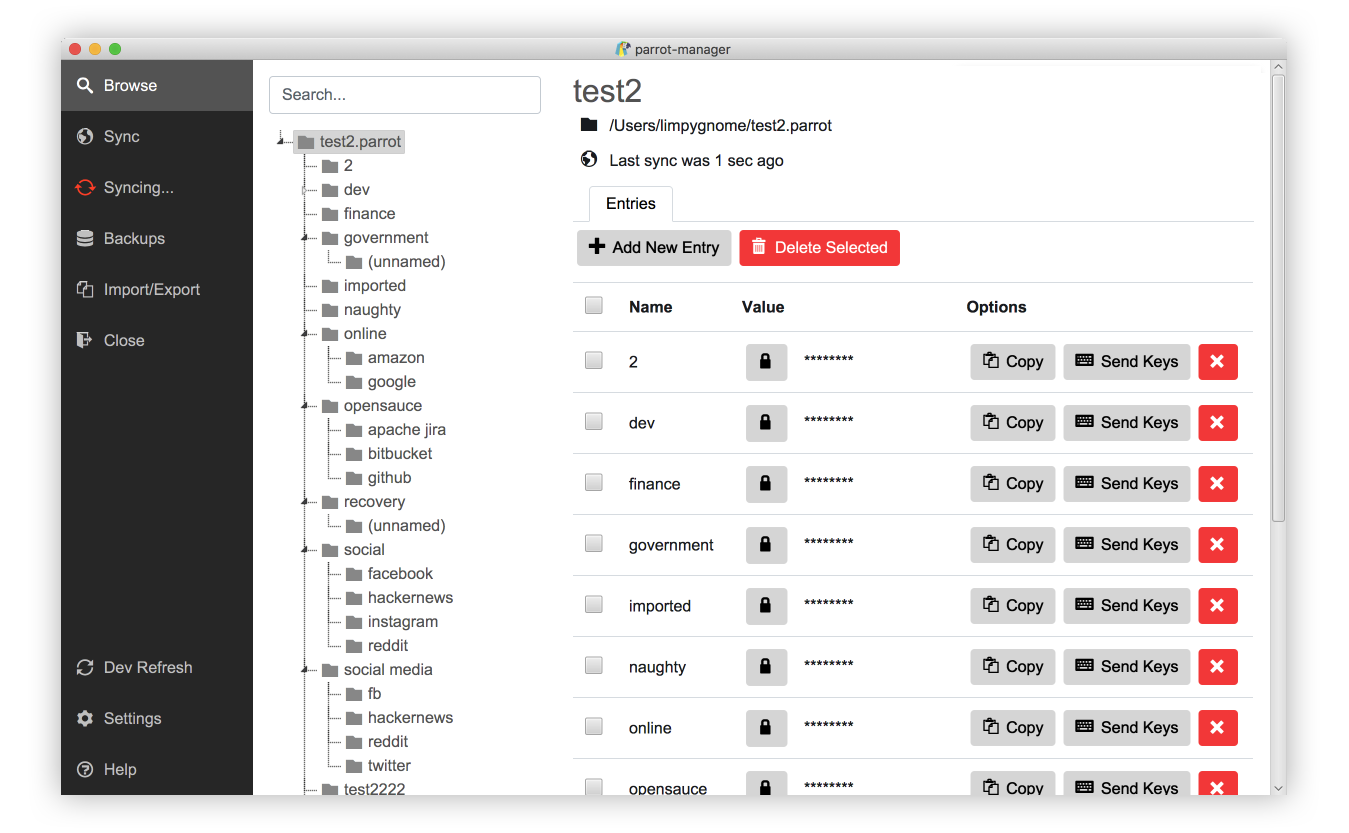 parrot-manager
Browse
Sync
Syncing...
Backups
Import/Export
Close
Dev Refresh
Settings
Help
Search...
test2.parrot
2
dev
finance
government
(unnamed)
imported
naughty
online
amazon
google
opensauce
apache jira
bitbucket
github
recovery
(unnamed)
social
facebook
hackernews
instagram
reddit
social media
fb
hackernews
reddit
twitter
test2222
test2
/Users/limpygnome/test2.parrot
Last sync was 1 sec ago
Entries
Add New Entry Delete Selected
Name Value Options
2 ******** Copy Send Keys
dev ******** Copy Send Keys
finance ******** Copy Send Keys
government ******** Copy Send Keys
imported ******** Copy Send Keys
naughty ******** Copy Send Keys
online ******** Copy Send Keys
opensauce ******** Copy Send Keys